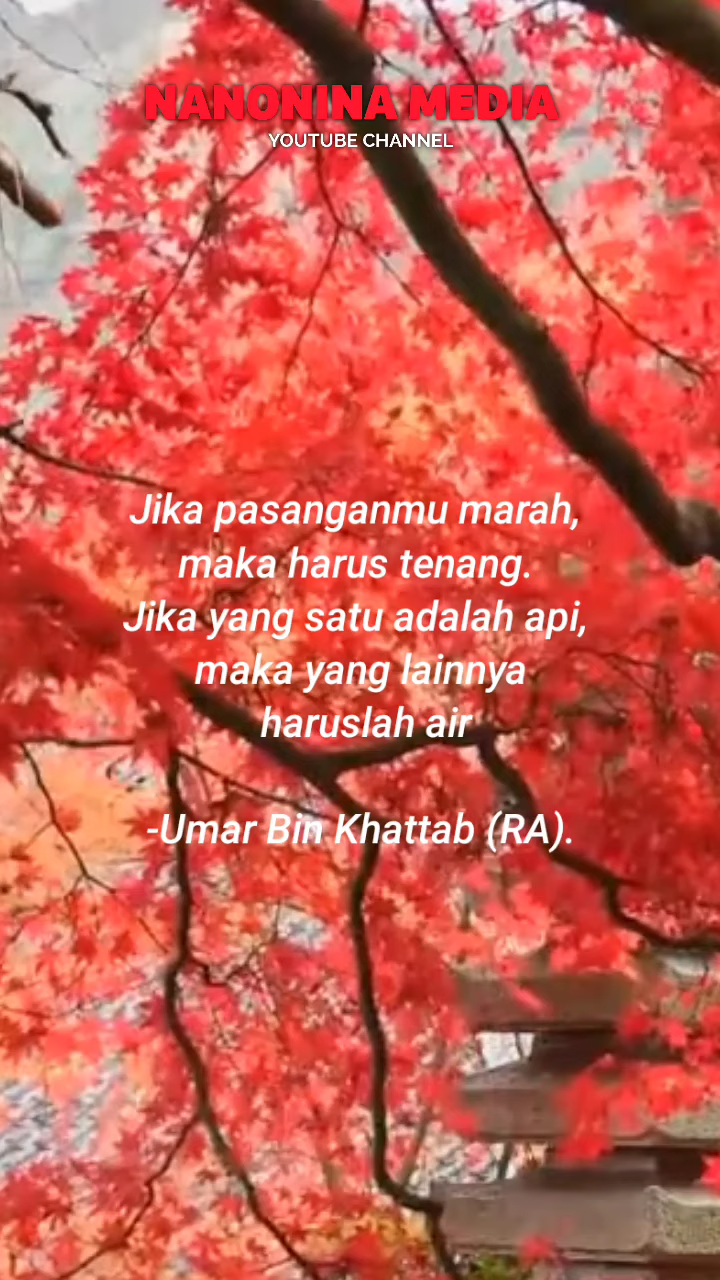 NANONINA MEDIA
YOUTUBE CHANNEL
Jika pasanganmu marah,
maka harus tenang.
Jika yang satu adalah api,
maka yang lainnya
haruslah air
-Umar Bin Khattab (RA).